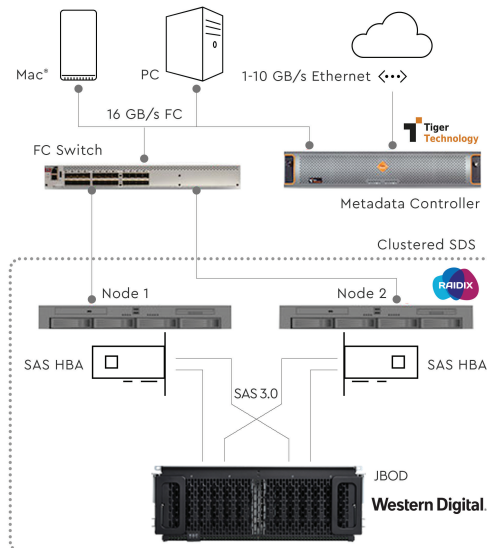 Mac®
PC
1-10 GB/s Ethernet
16 GB/s FC
Tiger
Technology
FC Switch
Metadata Controller
Clustered SDS
Node 1
Node 2
RAIDIX
SAS HBA
SAS HBA
SAS 3.0
JBOD
Western Digital.